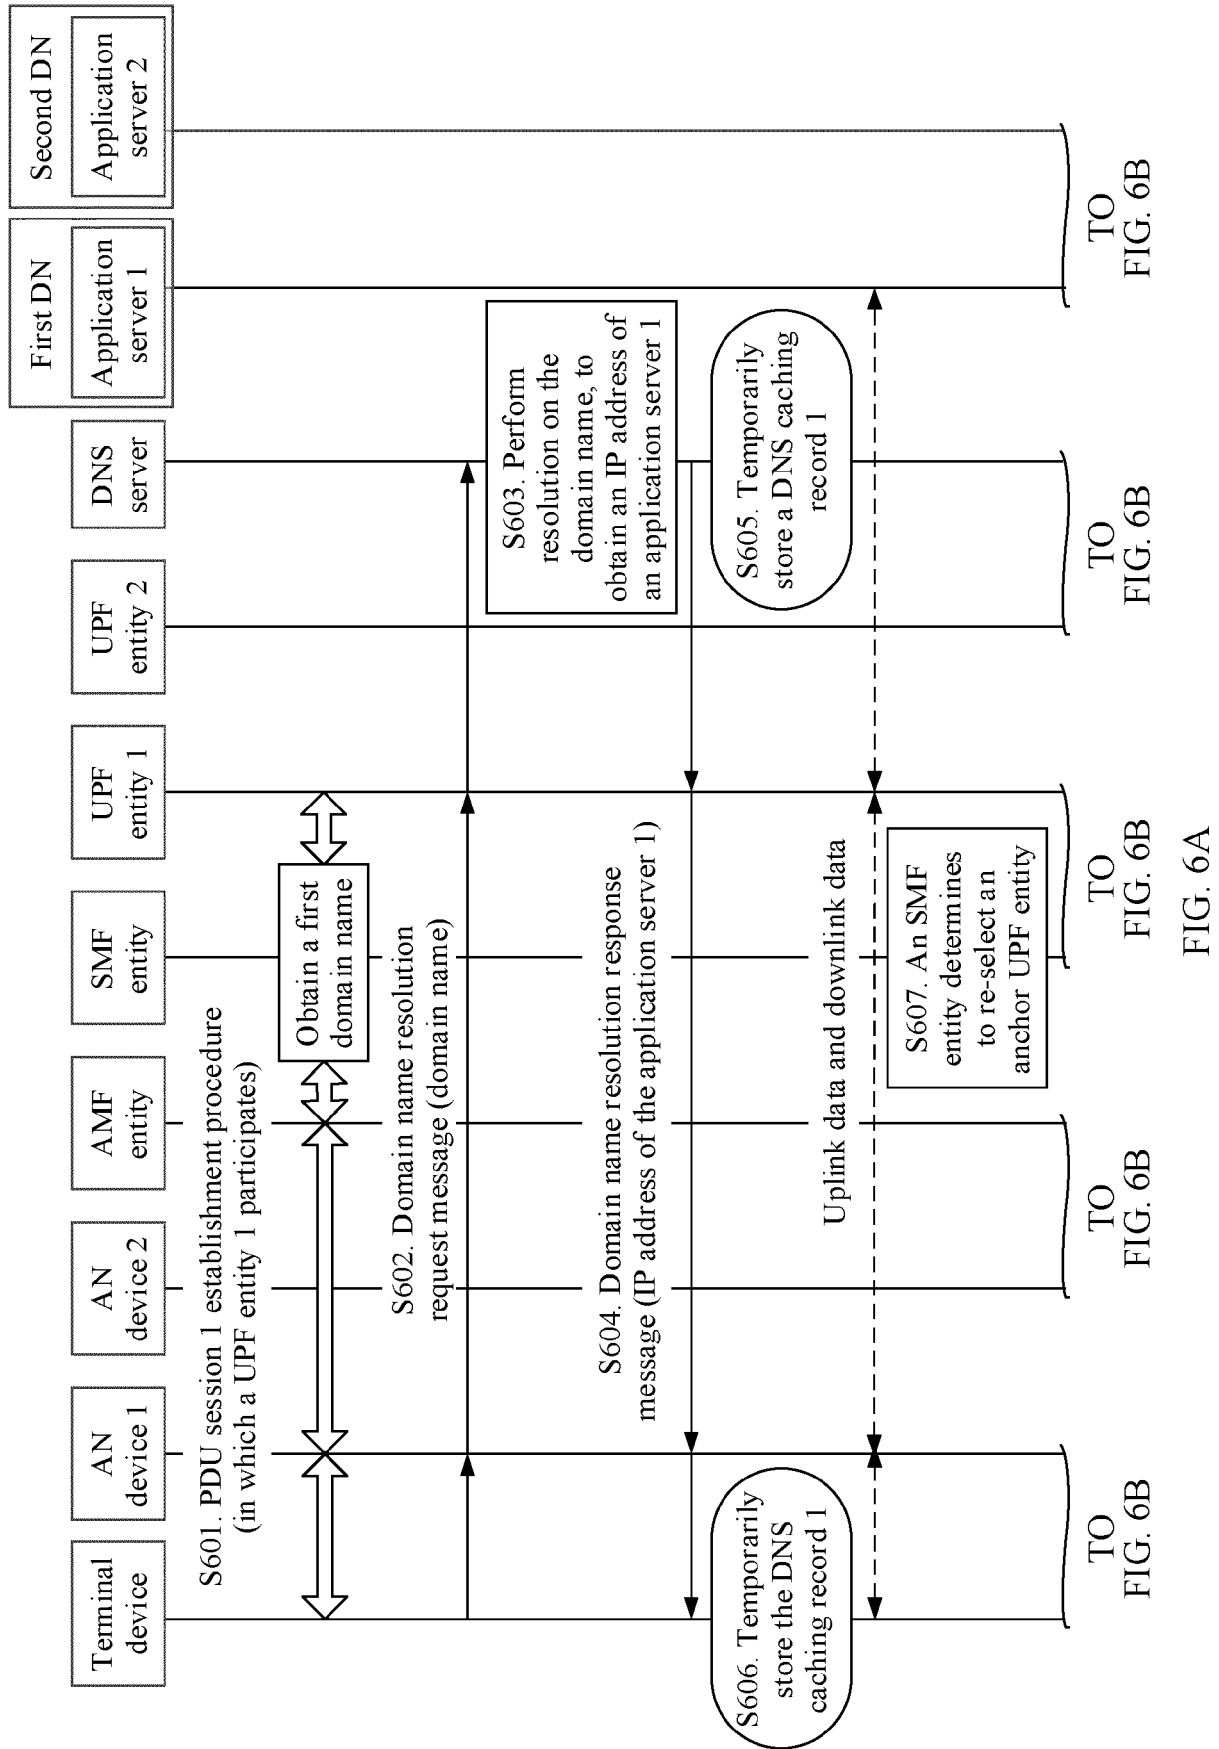 Terminal
device
AN
device 1
AN
device 2
AMF
entity
SMF
entity
UPF
entity 1
UPF
entity 2
DNS
server
First DN
Application
server 1
Second DN
Application
server 2
S601. PDU session 1 establishment procedure
(in which a UPF entity 1 participates)
Obtain a first
domain name
S602. Domain name resolution
request message (domain name)
S603. Perform
resolution on the
domain name, to
obtain an IP address of
an application server 1
S604. Domain name resolution response
message (IP address of the application server 1)
S605. Temporarily
store a DNS caching
record 1
S606. Temporarily
store the DNS
caching record 1
Uplink data and downlink data
S607. An SMF
entity determines
to re-select an
anchor UPF entity
TO
FIG. 6B
TO
FIG. 6B
TO
FIG. 6B
TO
FIG. 6B
TO
FIG. 6B
FIG. 6A